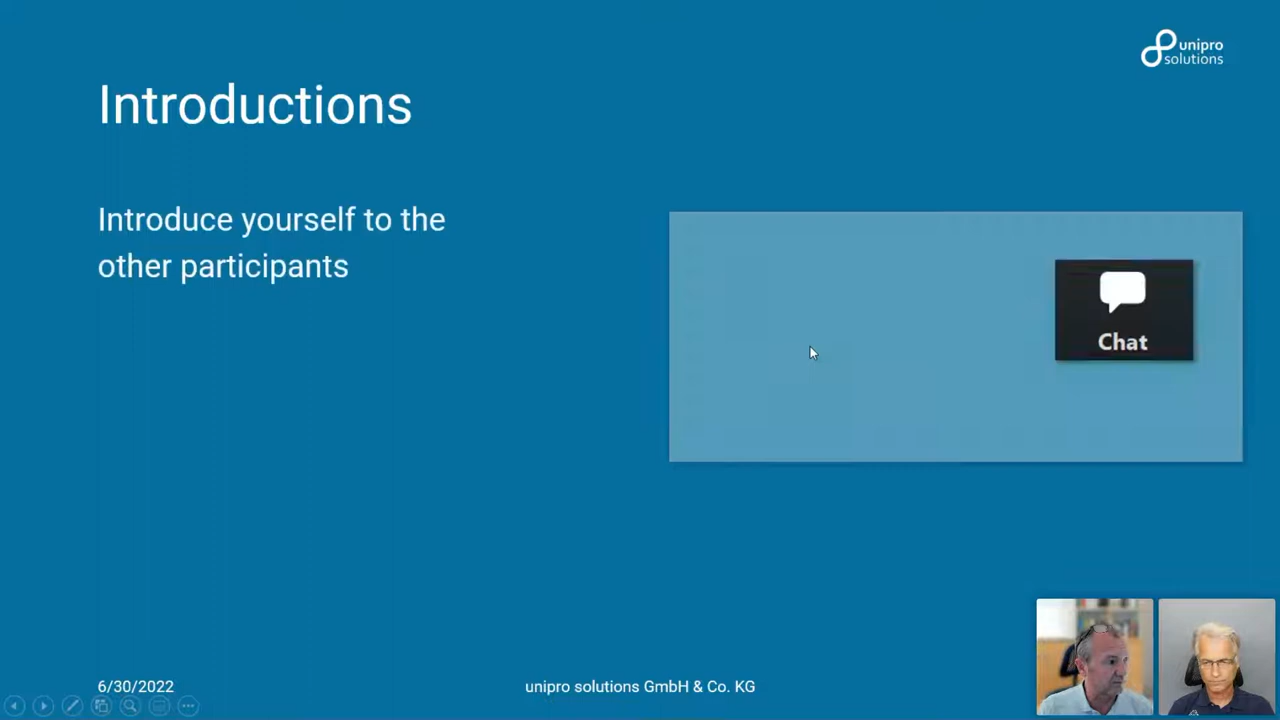 unipro
solutions
Introductions
Introduce yourself to the
other participants
Chat
6/30/2022
unipro solutions GmbH & Co. KG